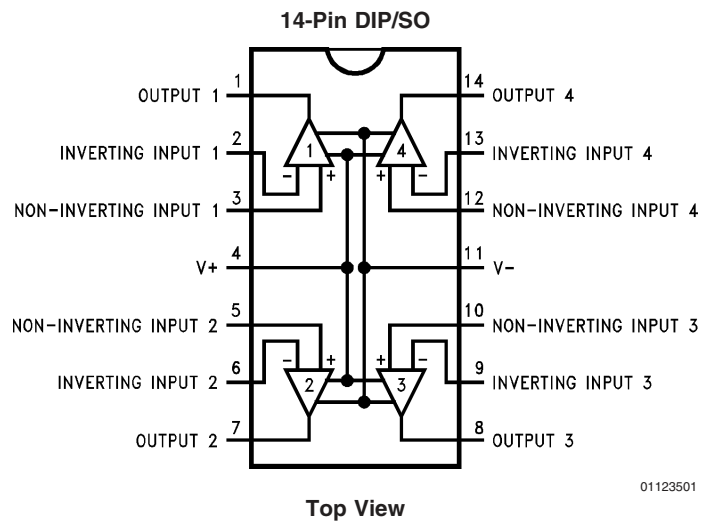 14-Pin DIP/SO
1 14
OUTPUT 1 OUTPUT 4
2 13
INVERTING INPUT 1 1 4 INVERTING INPUT 4
− + + −
3 12
NON-INVERTING INPUT 1 NON-INVERTING INPUT 4
4 11
V+ V-
5 10
NON-INVERTING INPUT 2 NON-INVERTING INPUT 3
− + + −
6 9
INVERTING INPUT 2 2 3 INVERTING INPUT 3
7 8
OUTPUT 2 OUTPUT 3
01123501
Top View